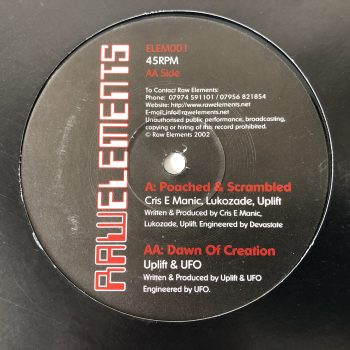 RAWELEMENTS
ELEM001
45RPM
AA Side
To Contact Raw Elements:
Phone: 07974 591101 / 07956 821854
Website: http://www.rawelements.net
E-mail.info@rawelements.net
Unauthorised public performance, broadcasting,
copying or hiring of this record prohibited.
© Raw Elements 2002
A: Poached & Scrambled
Cris E Manic, Lukozade, Uplift
Written & Produced by Cris E Manic,
Lukozade, Uplift. Engineered by Devastate
AA: Dawn Of Creation
Uplift & UFO
Written & Produced by Uplift & UFO
Engineered by UFO.